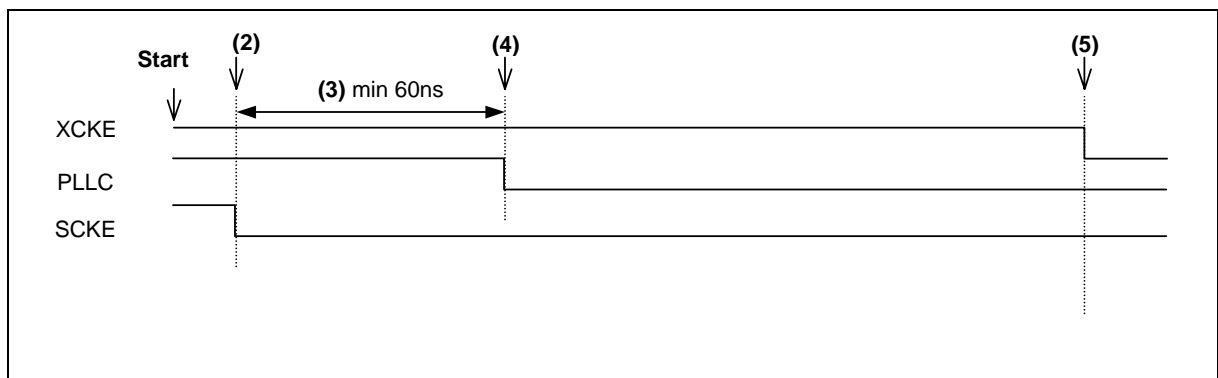 Start
(2)
(4)
(5)
(3) min 60ns
XCKE
PLLC
SCKE